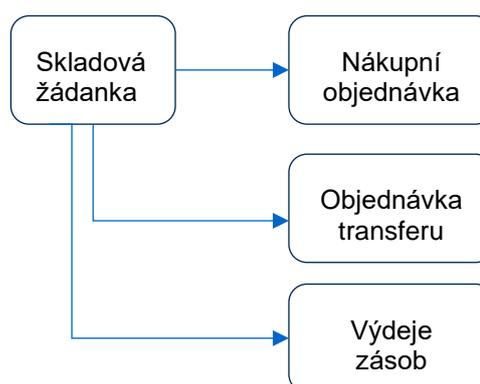 Skladová
žádanka
Nákupní
objednávka
Objednávka
transferu
Výdeje
zásob